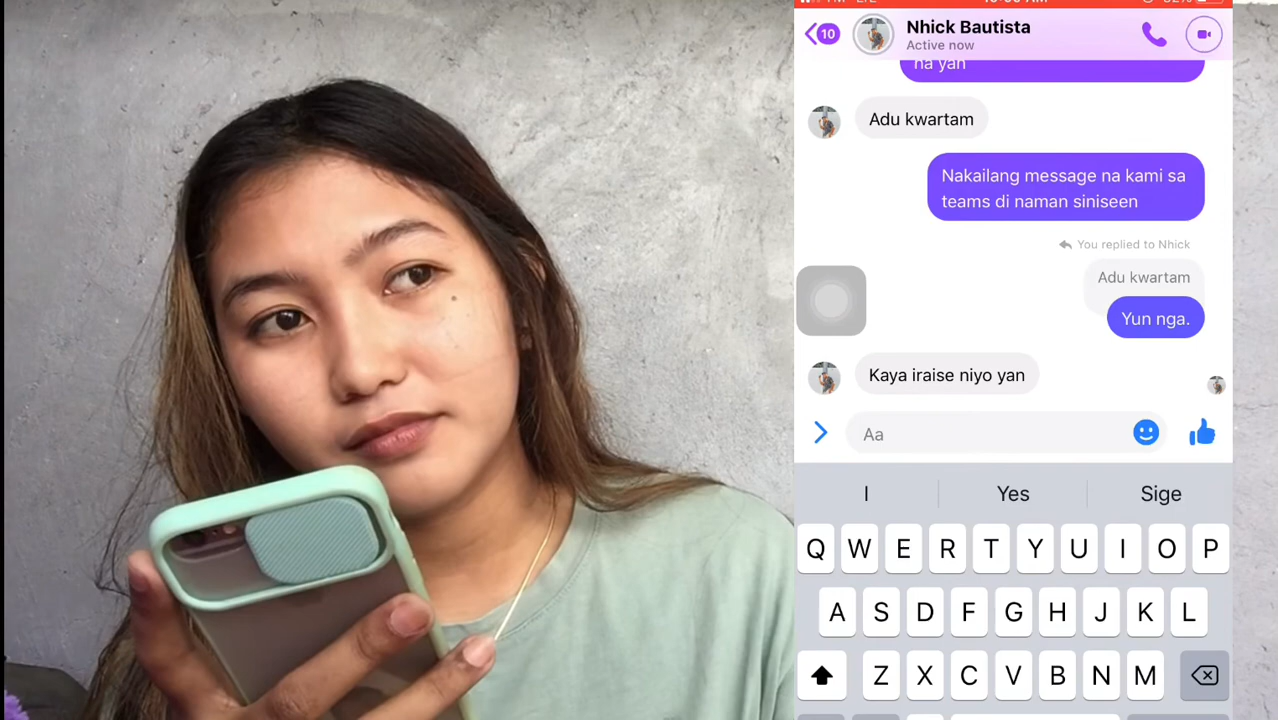 10
Nhick Bautista
Active now
na yan
Adu kwartam
Nakailang message na kami sa
teams di naman siniseen
You replied to Nhick
Adu kwartam
Yun nga.
Kaya iraise niyo yan
Aa
I Yes Sige
Q W E R T Y U I O P
A S D F G H J K L
Z X C V B N M